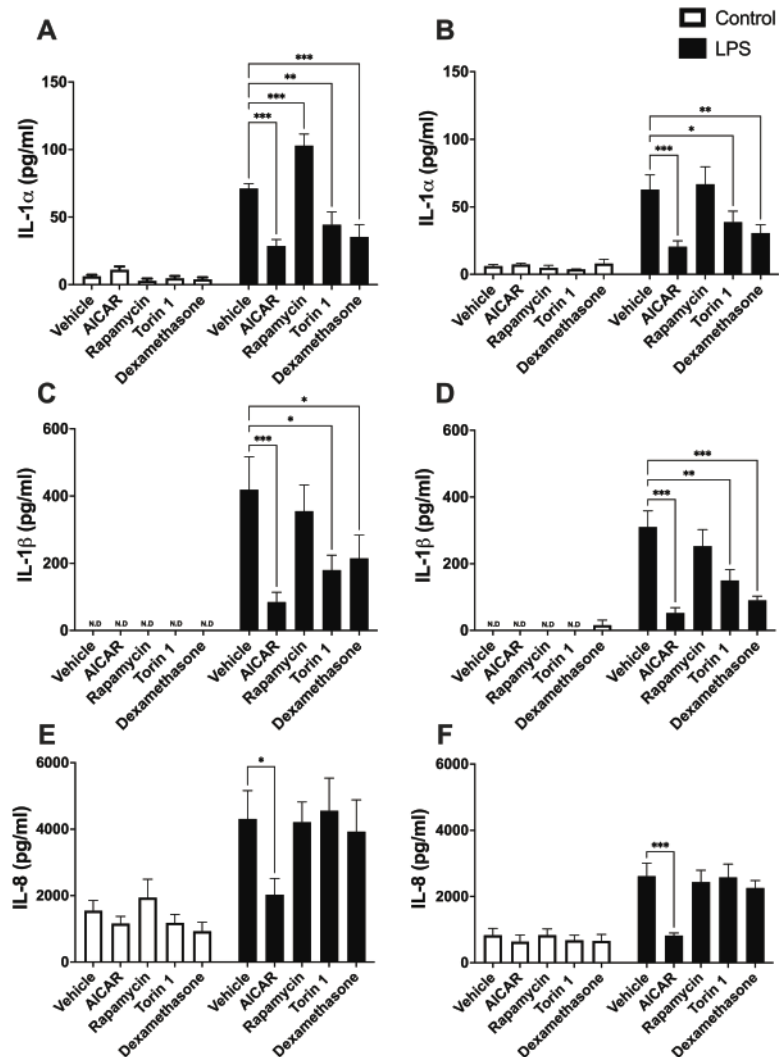 A
B
Control
LPS
IL-1α (pg/ml)
150
100
50
0
***
**
***
***
Vehicle
AICAR
Rapamycin
Torin 1
Dexamethasone
Vehicle
AICAR
Rapamycin
Torin 1
Dexamethasone
IL-1α (pg/ml)
150
100
50
0
**
*
***
Vehicle
AICAR
Rapamycin
Torin 1
Dexamethasone
Vehicle
AICAR
Rapamycin
Torin 1
Dexamethasone
C
IL-1β (pg/ml)
600
400
200
0
*
*
***
N.D N.D N.D N.D N.D
Vehicle
AICAR
Rapamycin
Torin 1
Dexamethasone
Vehicle
AICAR
Rapamycin
Torin 1
Dexamethasone
D
IL-1β (pg/ml)
600
400
200
0
***
**
***
N.D N.D N.D N.D
Vehicle
AICAR
Rapamycin
Torin 1
Dexamethasone
Vehicle
AICAR
Rapamycin
Torin 1
Dexamethasone
E
IL-8 (pg/ml)
6000
4000
2000
0
*
Vehicle
AICAR
Rapamycin
Torin 1
Dexamethasone
Vehicle
AICAR
Rapamycin
Torin 1
Dexamethasone
F
IL-8 (pg/ml)
6000
4000
2000
0
***
Vehicle
AICAR
Rapamycin
Torin 1
Dexamethasone
Vehicle
AICAR
Rapamycin
Torin 1
Dexamethasone